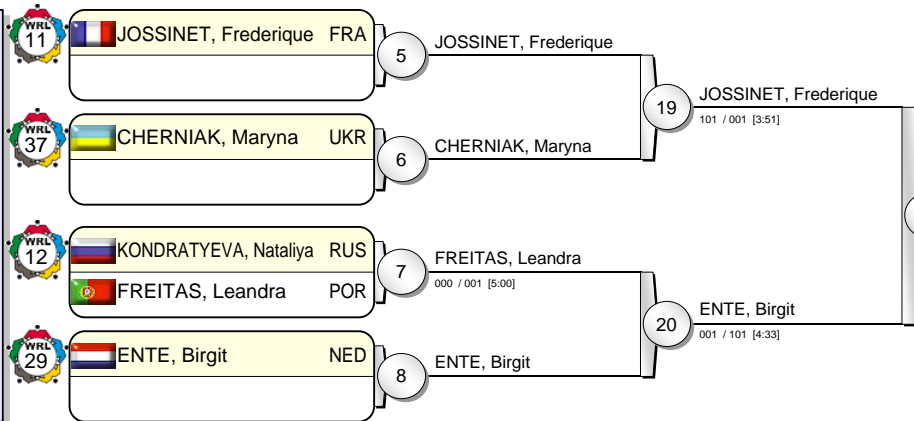 WRL
11
JOSSINET, Frederique FRA
5
JOSSINET, Frederique
WRL
37
CHERNIAK, Maryna UKR
6
CHERNIAK, Maryna
19
JOSSINET, Frederique
101 / 001 [3:51]
WRL
12
KONDRATYEVA, Nataliya RUS
FREITAS, Leandra POR
7
FREITAS, Leandra
000 / 001 [5:00]
WRL
29
ENTE, Birgit NED
8
ENTE, Birgit
20
ENTE, Birgit
001 / 101 [4:33]